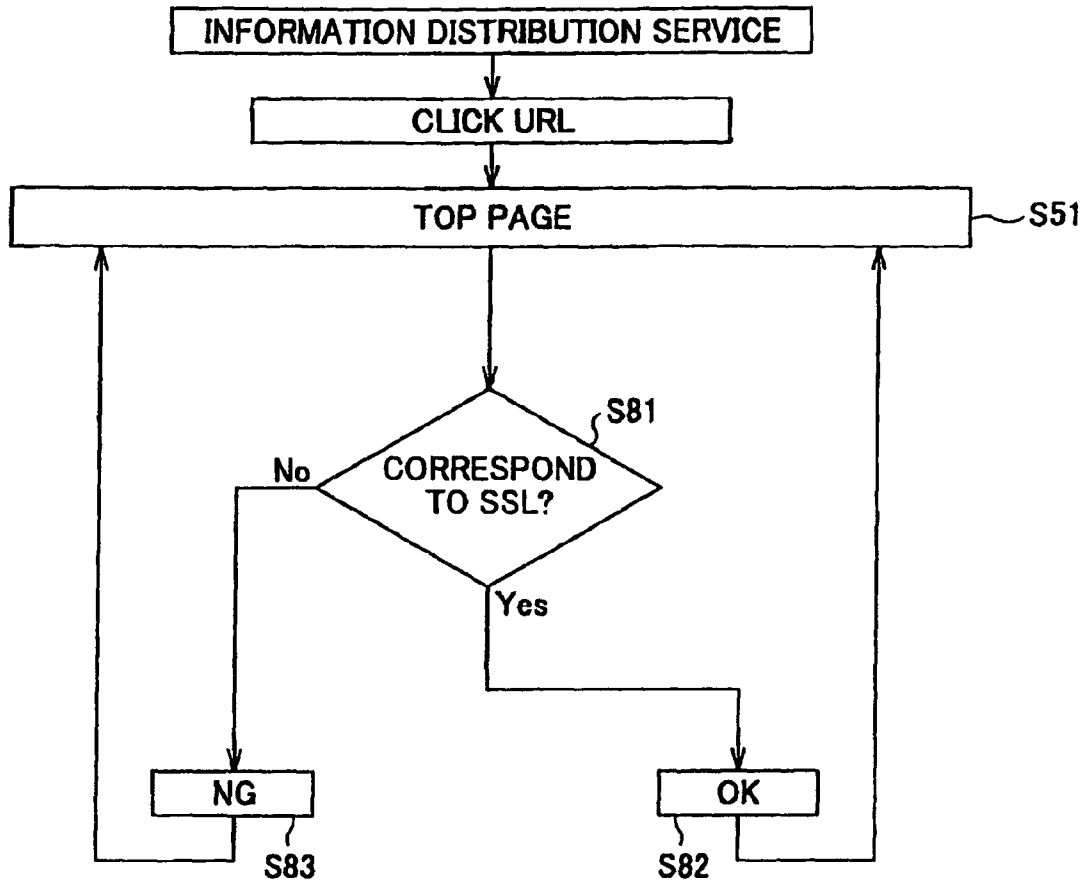 INFORMATION DISTRIBUTION SERVICE
CLICK URL
TOP PAGE
S51
S81
No
CORRESPOND
TO SSL?
Yes
NG
OK
S83
S82